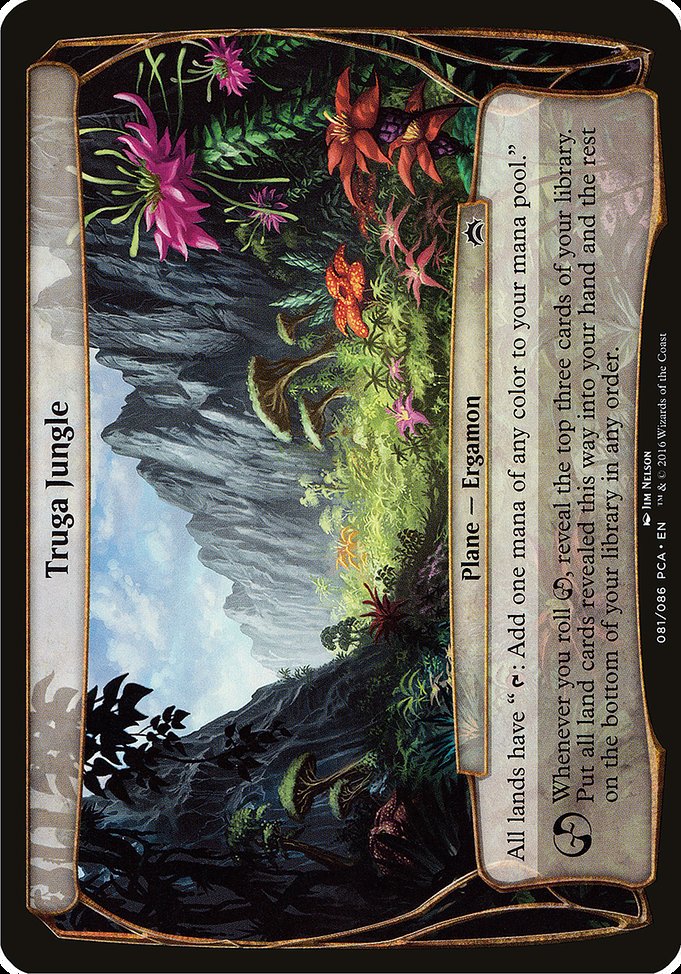 Truga Jungle
Plane — Ergamon
All lands have “: Add one mana of any color to your mana pool.”
Whenever you roll , reveal the top three cards of your library.
Put all land cards revealed this way into your hand and the rest
on the bottom of your library in any order.
Jim Nelson
081/086 PCA • EN ™ & © 2016 Wizards of the Coast